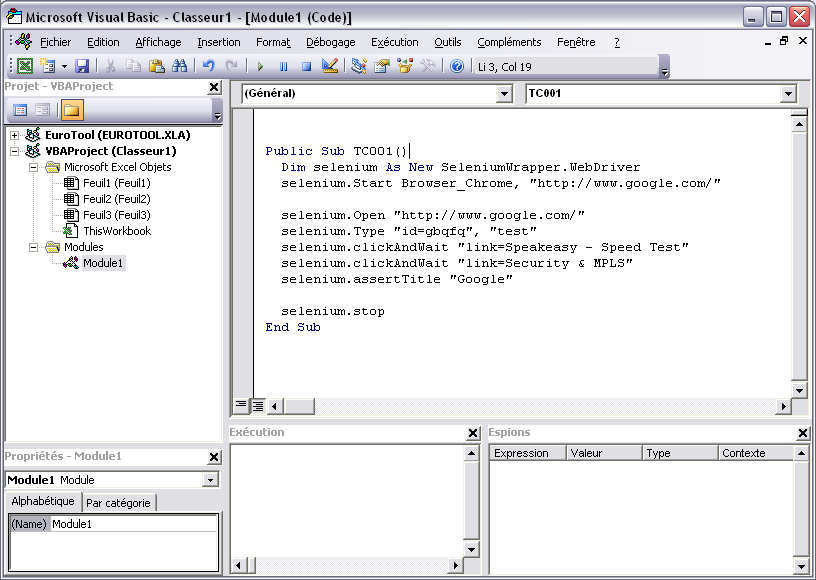 Microsoft Visual Basic - Classeur1 - [Module1 (Code)]
Fichier Edition Affichage Insertion Format Débogage Exécution Outils Compléments Fenêtre ?
Li 3, Col 19
Projet - VBAProject
EuroTool (EUROTOOL.XLA)
VBAProject (Classeur1)
Microsoft Excel Objets
Feuil1 (Feuil1)
Feuil2 (Feuil2)
Feuil3 (Feuil3)
ThisWorkbook
Modules
Module1
Propriétés - Module1
Module1 Module
Alphabétique Par catégorie
(Name) Module1
(Général) TC001
Public Sub TC001()
Dim selenium As New SeleniumWrapper.WebDriver
selenium.Start Browser_Chrome, "http://www.google.com/"
selenium.Open "http://www.google.com/"
selenium.Type "id=gbqfq", "test"
selenium.clickAndWait "link=Speakeasy - Speed Test"
selenium.clickAndWait "link=Security & MPLS"
selenium.assertTitle "Google"
selenium.stop
End Sub
Exécution
Espions
Expression Valeur Type Contexte